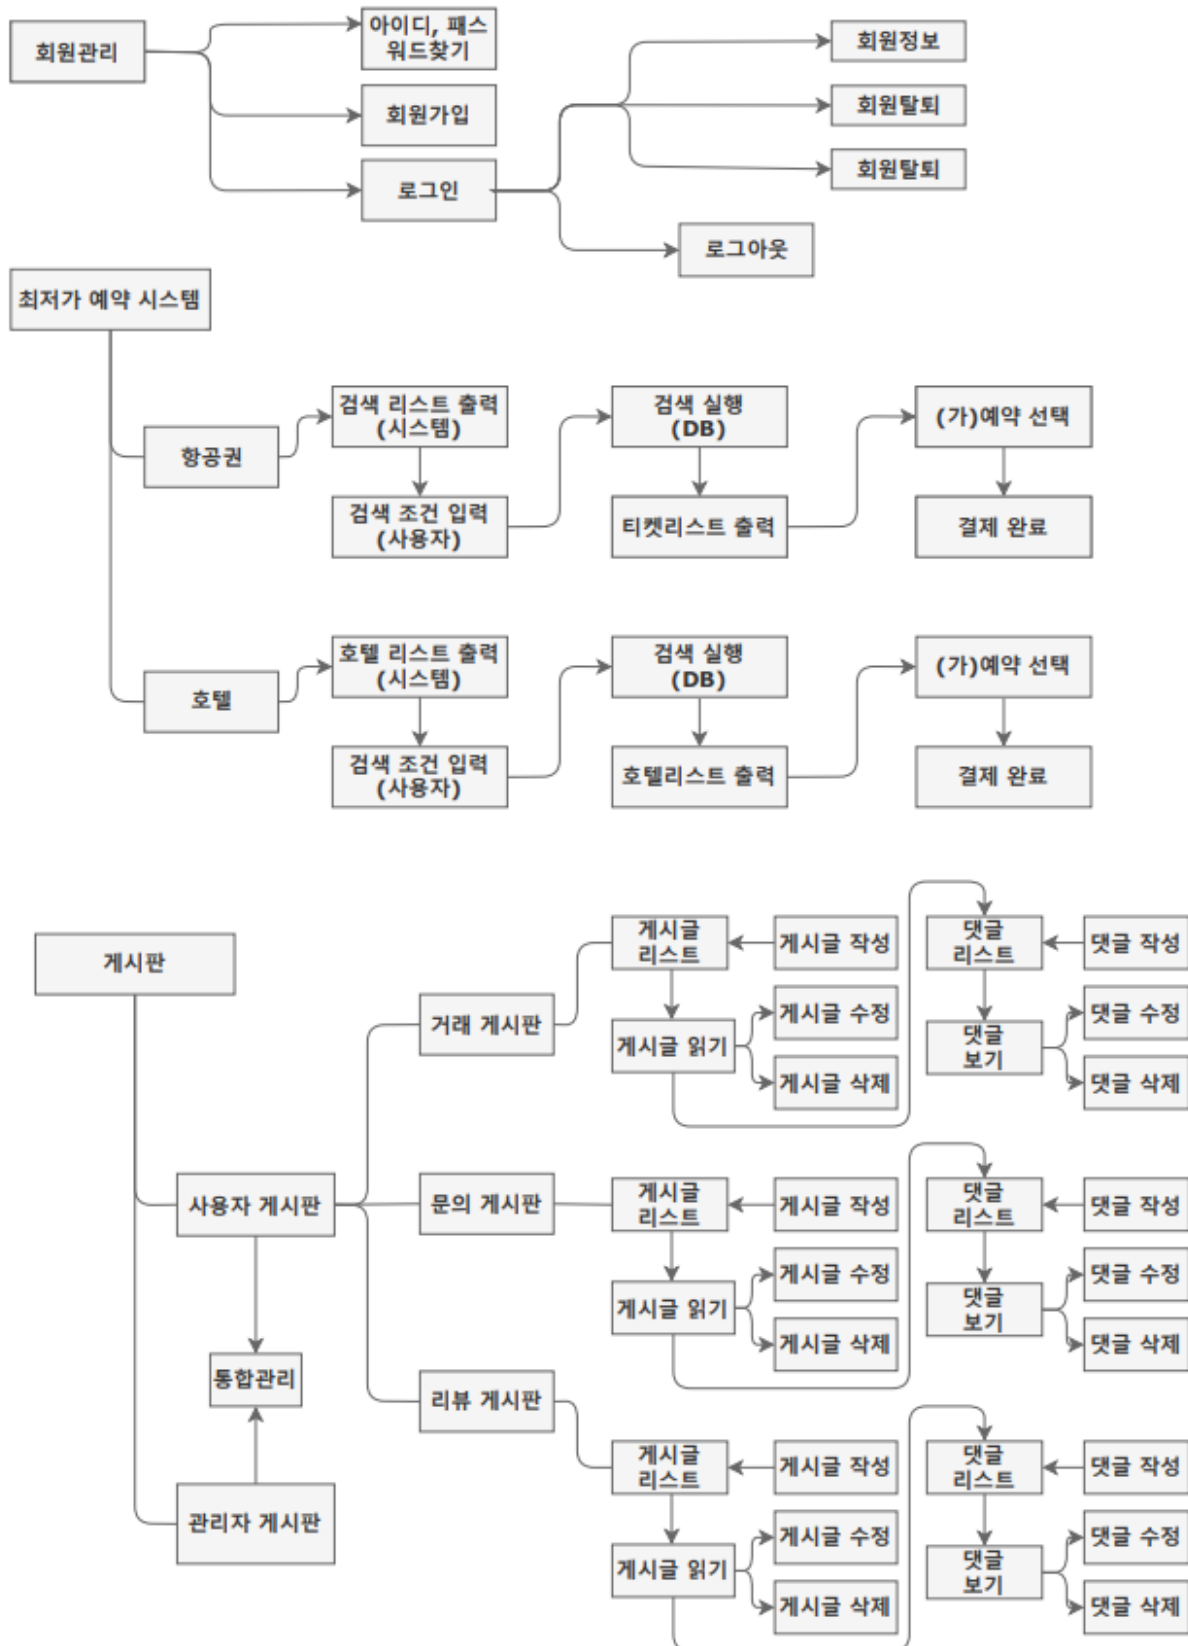 회원관리
아이디, 패스
워드찾기
회원가입
로그인
회원정보
회원탈퇴
회원탈퇴
로그아웃
최저가 예약 시스템
항공권
검색 리스트 출력
(시스템)
검색 조건 입력
(사용자)
검색 실행
(DB)
티켓리스트 출력
(가)예약 선택
결제 완료
호텔
호텔 리스트 출력
(시스템)
검색 조건 입력
(사용자)
검색 실행
(DB)
호텔리스트 출력
(가)예약 선택
결제 완료
게시판
사용자 게시판
통합관리
관리자 게시판
거래 게시판
게시글
리스트
게시글 작성
게시글 읽기
게시글 수정
게시글 삭제
댓글
리스트
댓글 작성
댓글
보기
댓글 수정
댓글 삭제
문의 게시판
게시글
리스트
게시글 작성
게시글 읽기
게시글 수정
게시글 삭제
댓글
리스트
댓글 작성
댓글
보기
댓글 수정
댓글 삭제
리뷰 게시판
게시글
리스트
게시글 작성
게시글 읽기
게시글 수정
게시글 삭제
댓글
리스트
댓글 작성
댓글
보기
댓글 수정
댓글 삭제